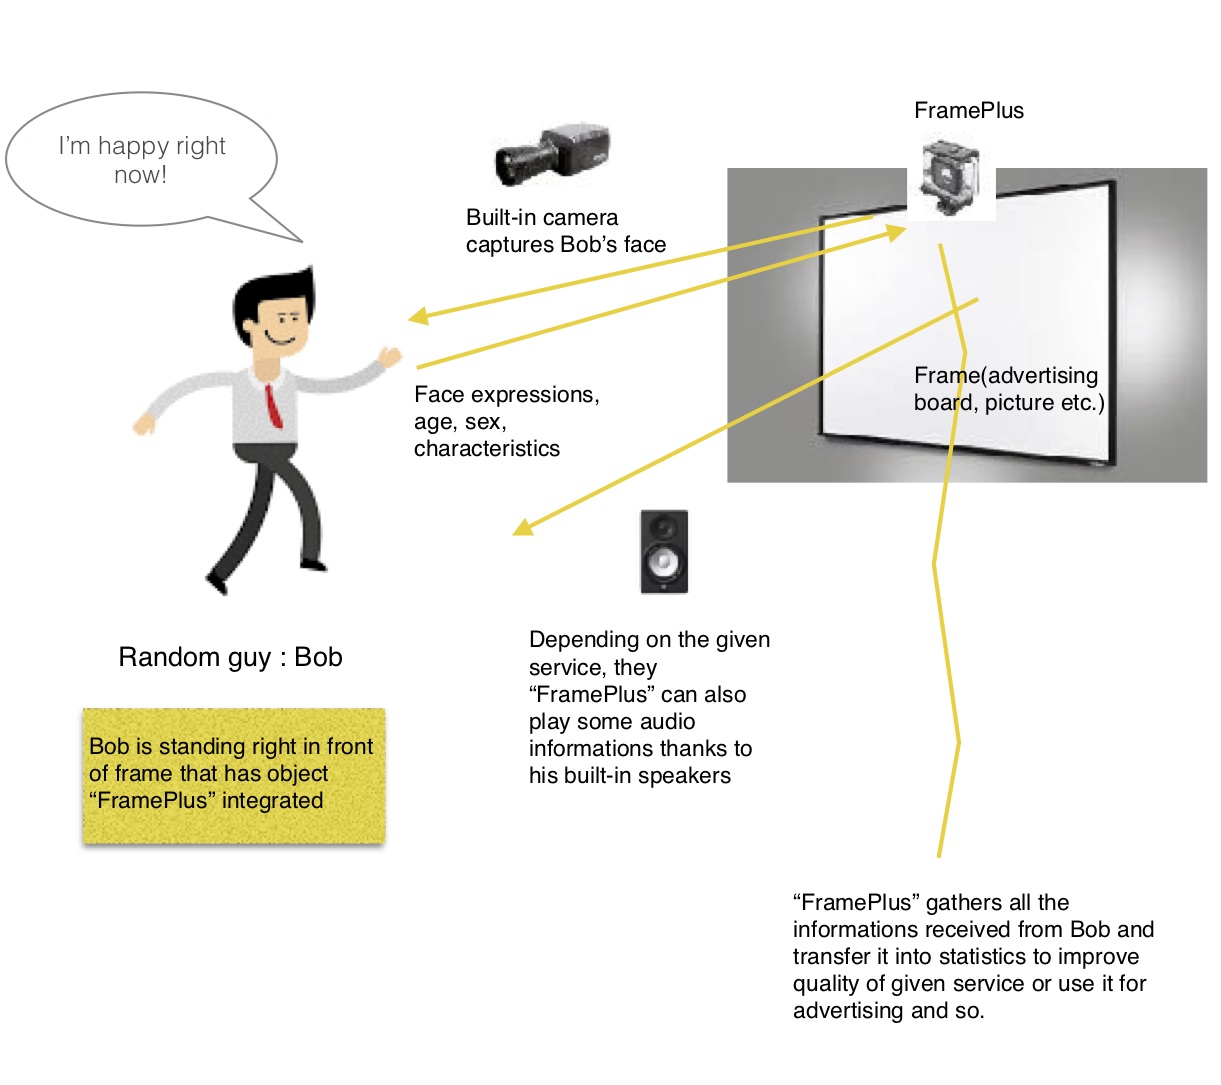 I'm happy right
now!
FramePlus
Built-in camera
captures Bob's face
Face expressions,
age, sex,
characteristics
Frame(advertising
board, picture etc.)
Random guy : Bob
Bob is standing right in front
of frame that has object
“FramePlus” integrated
Depending on the given
service, they
“FramePlus” can also
play some audio
informations thanks to
his built-in speakers
“FramePlus” gathers all the
informations received from Bob and
transfer it into statistics to improve
quality of given service or use it for
advertising and so.